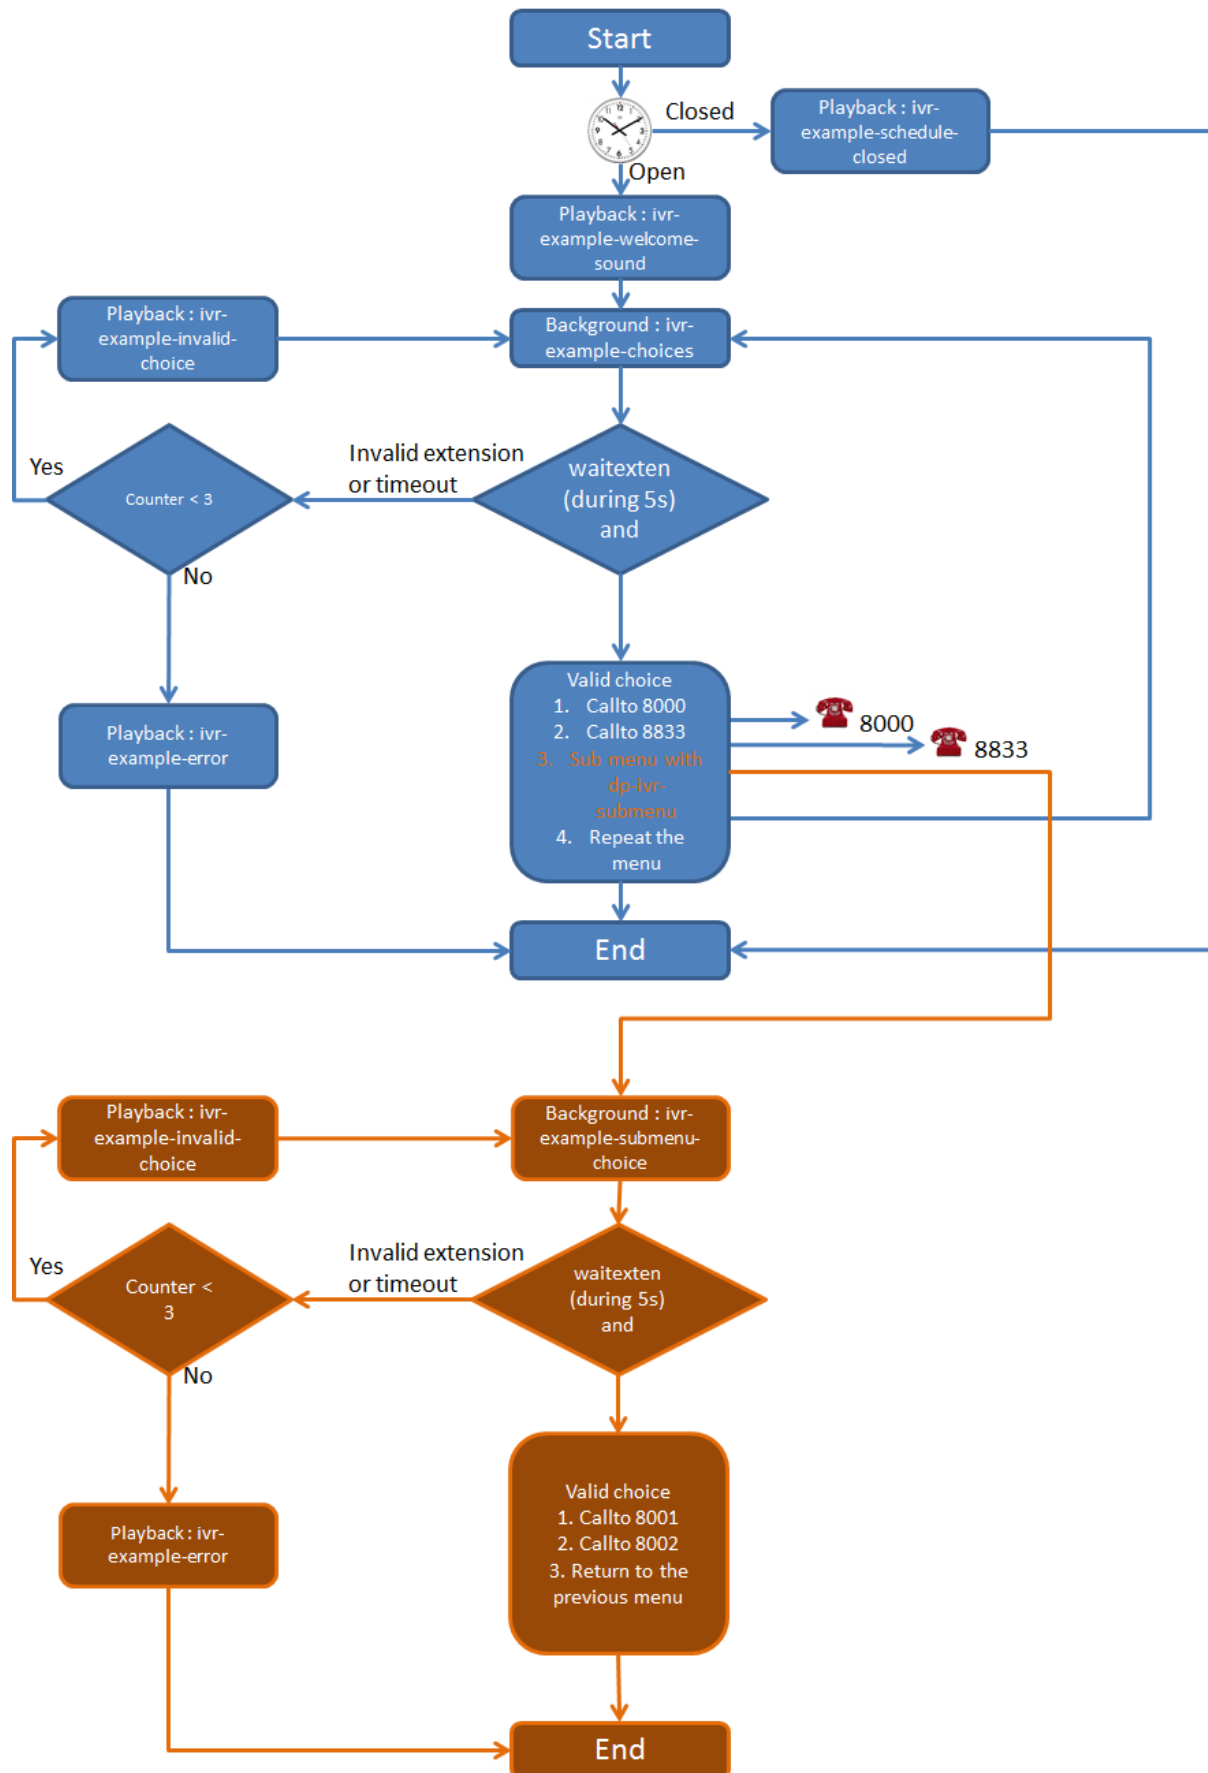 Start
Closed
Playback : ivr-
example-schedule-
closed
Open
Playback : ivr-
example-welcome-
sound
Playback : ivr-
example-invalid-
choice
Background : ivr-
example-choices
Yes
Counter < 3
Invalid extension
or timeout
waitexten
(during 5s)
and
No
Valid choice
1. Callto 8000
2. Callto 8833
3. Sub menu with
dp-ivr-
submenu
4. Repeat the
menu
8000
8833
Playback : ivr-
example-error
End
Playback : ivr-
example-invalid-
choice
Background : ivr-
example-submenu-
choice
Yes
Counter <
3
Invalid extension
or timeout
waitexten
(during 5s)
and
No
Valid choice
1. Callto 8001
2. Callto 8002
3. Return to the
previous menu
Playback : ivr-
example-error
End